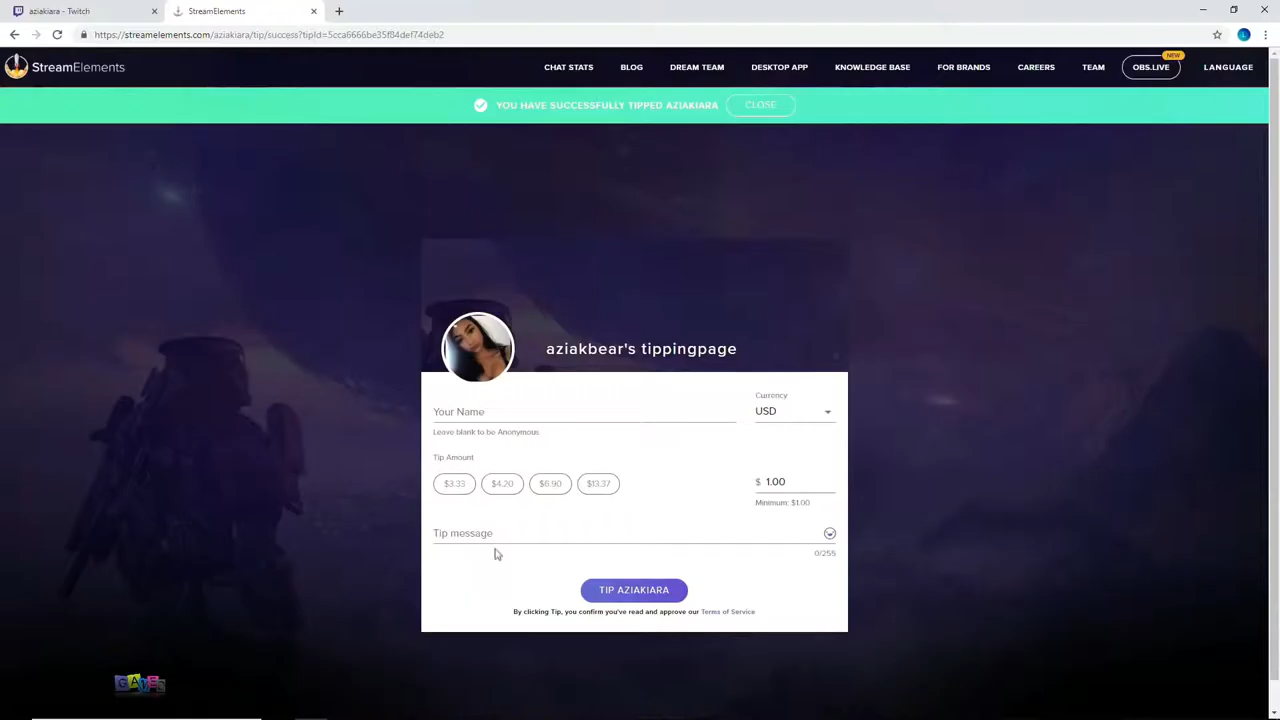 aziakiara - Twitch
StreamElements
https://streamelements.com/aziakiara/tip/success?tipId=5cca6666be35f84def74deb2
StreamElements
CHAT STATS
BLOG
DREAM TEAM
DESKTOP APP
KNOWLEDGE BASE
FOR BRANDS
CAREERS
TEAM
NEW
OBS.LIVE
LANGUAGE
YOU HAVE SUCCESSFULLY TIPPED AZIAKIARA
CLOSE
aziakbear's tippingpage
Your Name
Currency
USD
Leave blank to be Anonymous.
Tip Amount
$3.33
$4.20
$6.90
$13.37
$ 1.00
Minimum: $1.00
Tip message
0/255
TIP AZIAKIARA
By clicking Tip, you confirm you've read and approve our Terms of Service